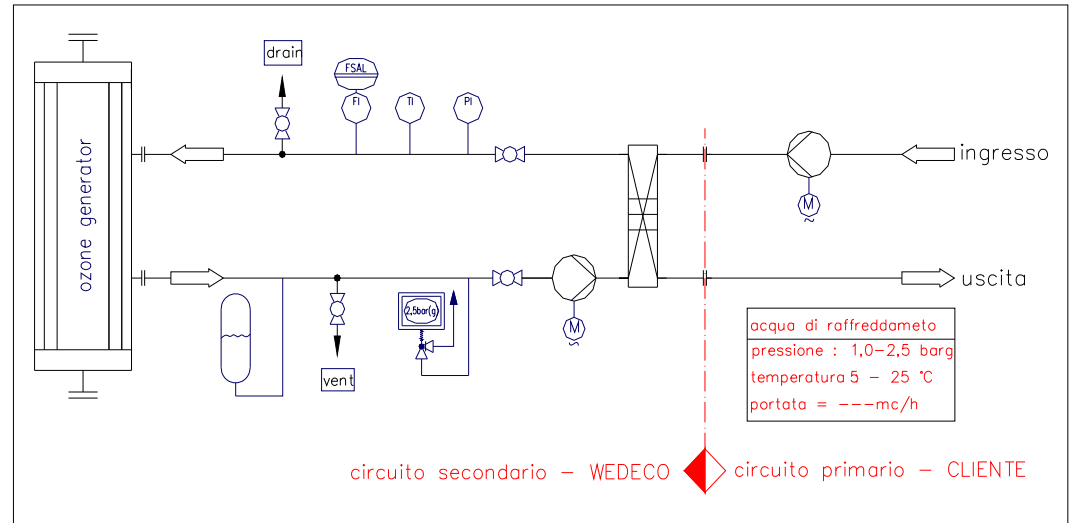 drain
FSAL
FI
TI
PI
ingresso
M
ozone generator
uscita
2,5bar(g)
M
vent
acqua di raffreddameto
pressione : 1,0-2,5 barg
temperatura 5 - 25 °C
portata = ---mc/h
circuito secondario - WEDECO
circuito primario - CLIENTE